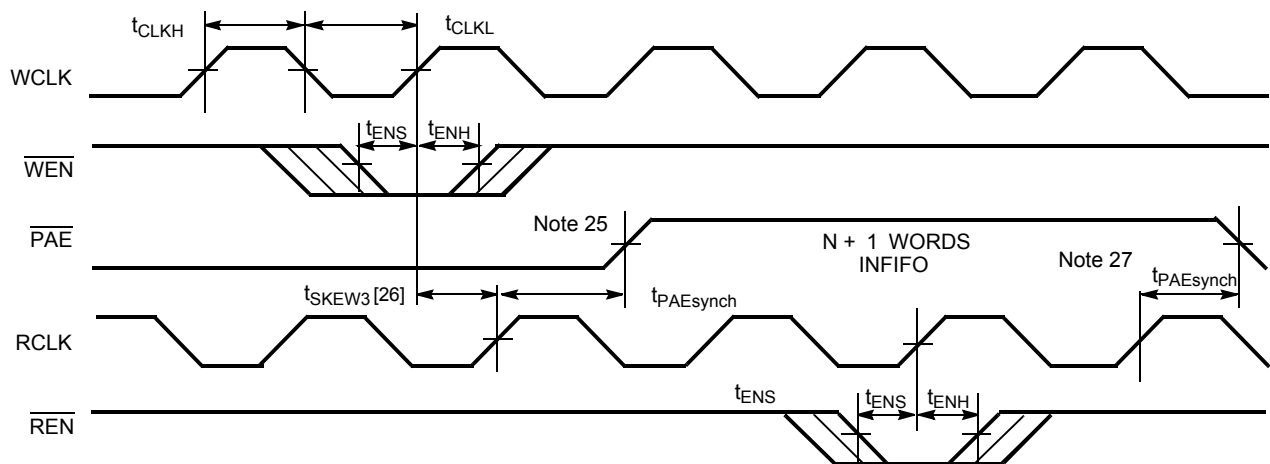 tCLKH
tCLKL
WCLK
tENS
tENH
WEN
Note 25
PAE
N + 1 WORDS
INFIFO
Note 27
tSKEW3 [26]
tPAEsynch
tPAEsynch
RCLK
tENS
tENS
tENH
REN